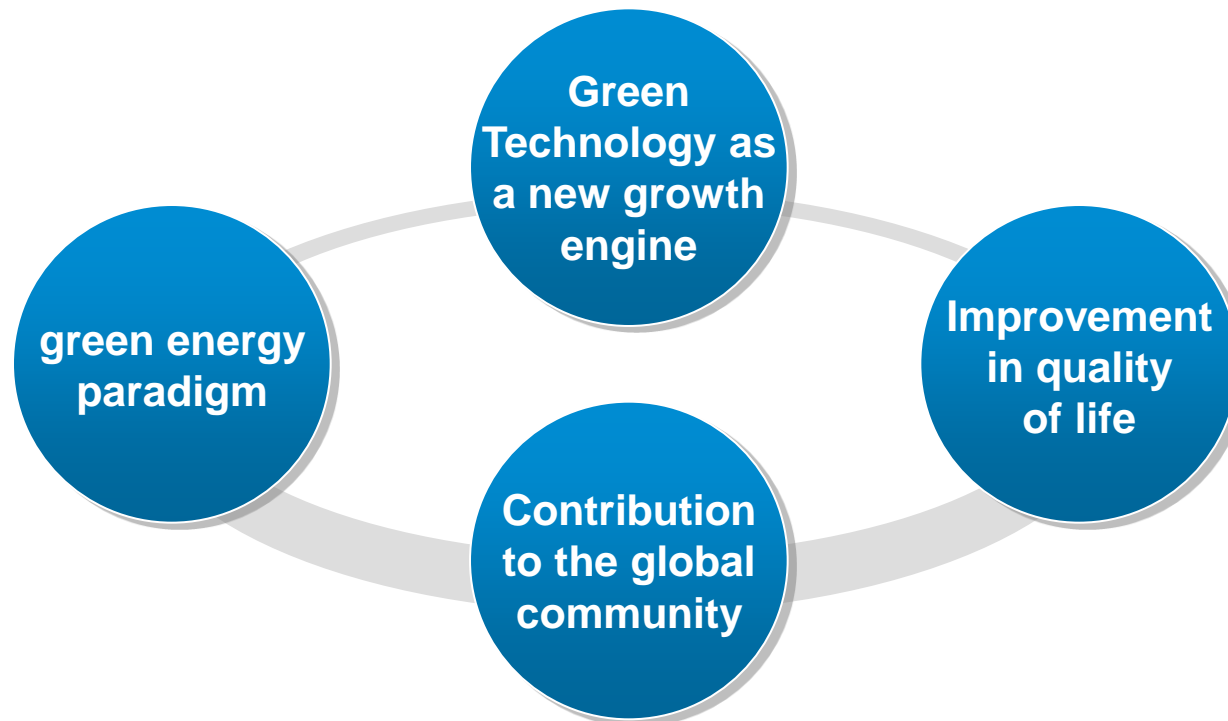 Green
Technology as
a new growth
engine
green energy
paradigm
Improvement
in quality
of life
Contribution
to the global
community